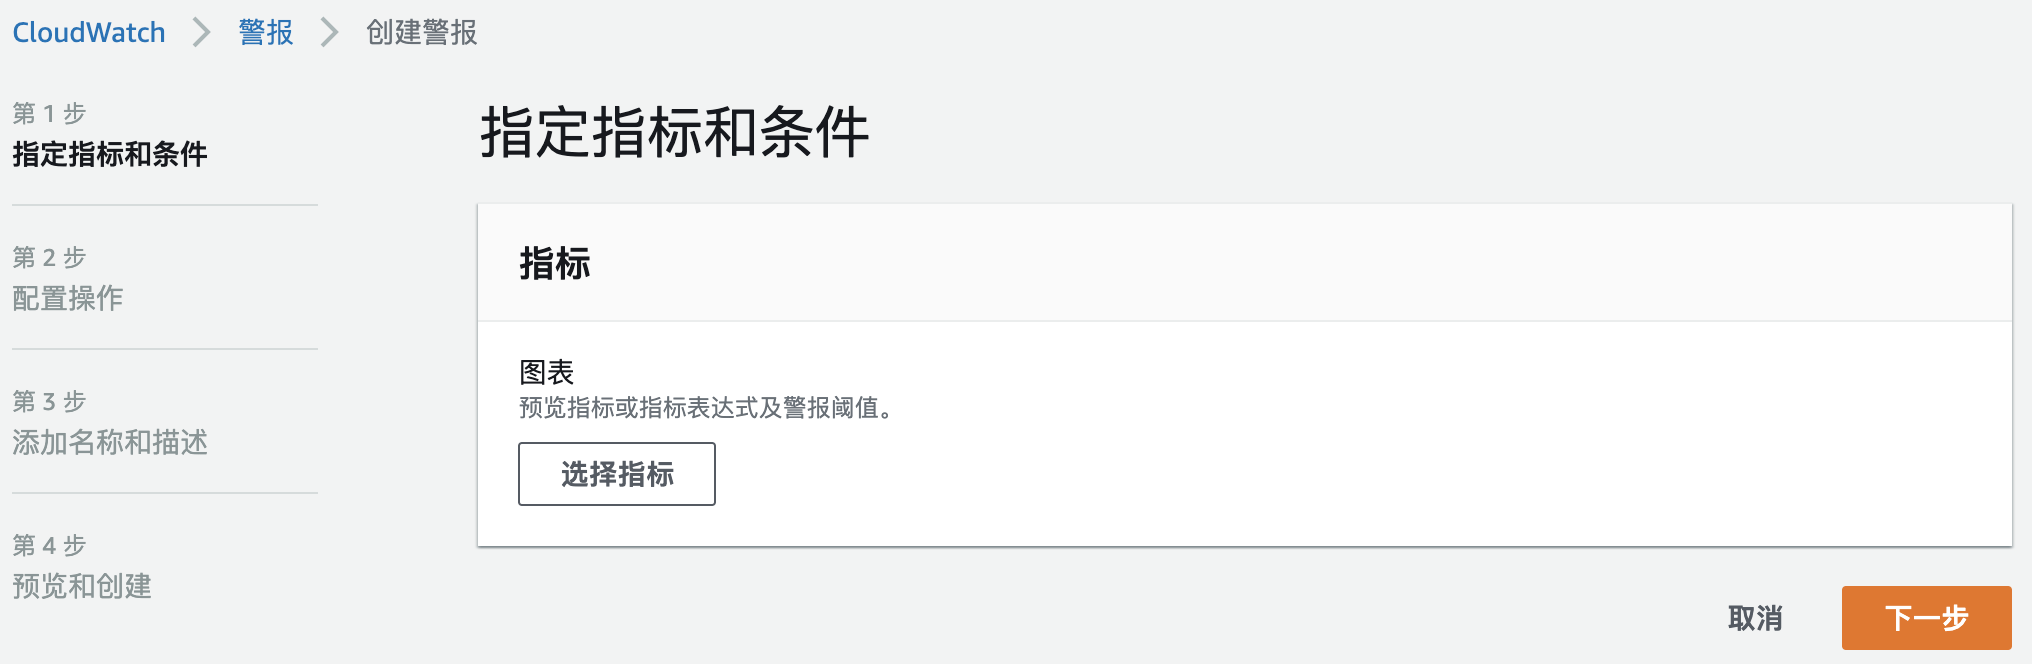 CloudWatch > 警报 > 创建警报
第 1 步
指定指标和条件
第 2 步
配置操作
第 3 步
添加名称和描述
第 4 步
预览和创建
指定指标和条件
指标
图表
预览指标或指标表达式及警报阈值。
选择指标
取消
下一步